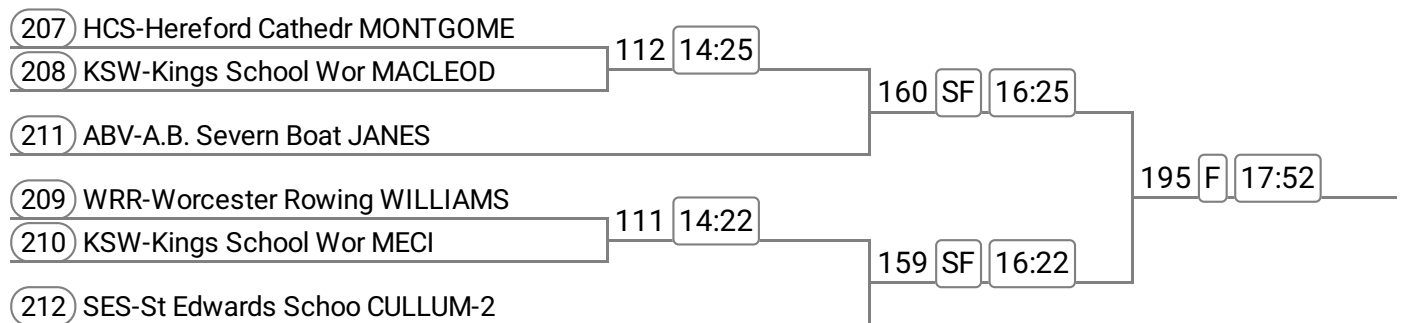 207 HCS-Hereford Cathedr MONTGOME
112 14:25
208 KSW-Kings School Wor MACLEOD
160 SF 16:25
211 ABV-A.B. Severn Boat JANES
195 F 17:52
209 WRR-Worcester Rowing WILLIAMS
111 14:22
210 KSW-Kings School Wor MECI
159 SF 16:22
212 SES-St Edwards Schoo CULLUM-2